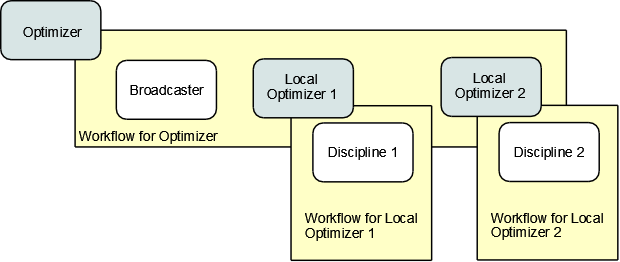 Optimizer
Broadcaster
Local
Optimizer 1
Local
Optimizer 2
Workflow for Optimizer
Discipline 1
Discipline 2
Workflow for Local
Optimizer 1
Workflow for Local
Optimizer 2